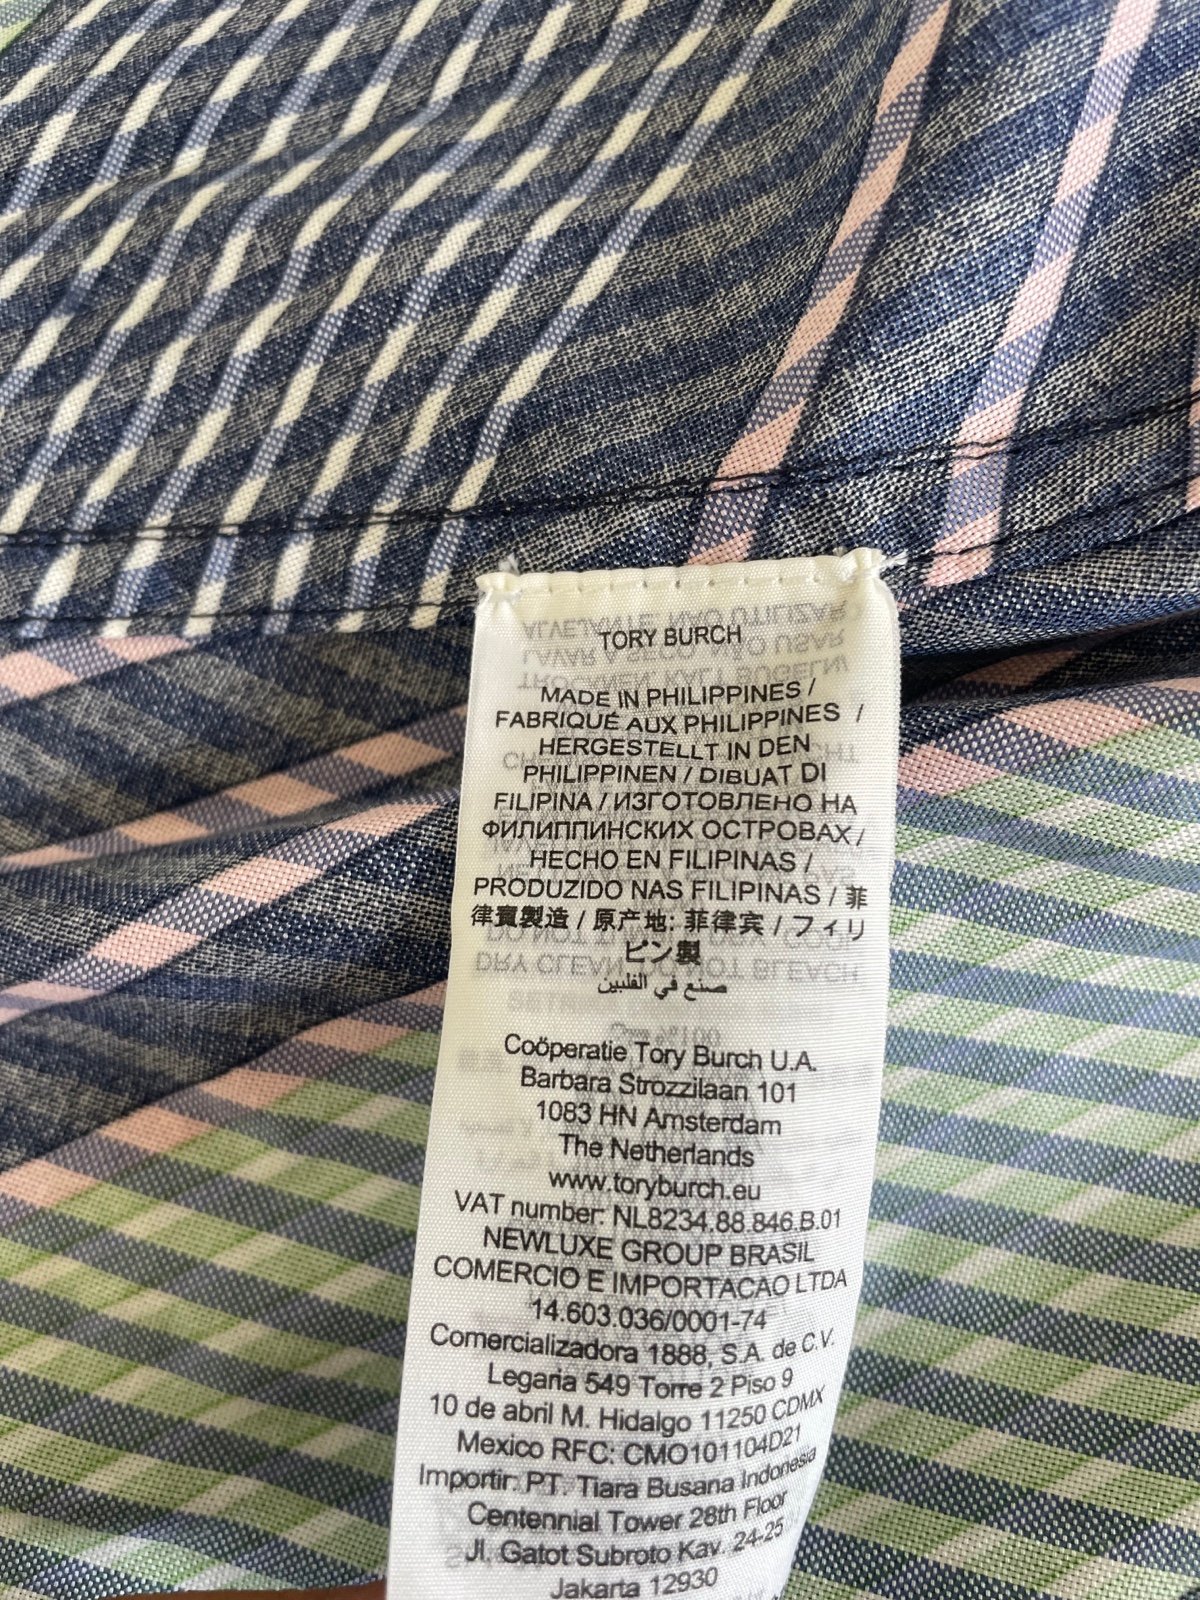 TORY BURCH
MADE IN PHILIPPINES /
FABRIQUÉ AUX PHILIPPINES /
HERGESTELLT IN DEN
PHILIPPINEN / DIBUAT DI
FILIPINA / ИЗГОТОВЛЕНО НА
ФИЛИППИНСКИХ ОСТРОВАХ /
HECHO EN FILIPINAS /
PRODUZIDO NAS FILIPINAS / 菲
律賓製造 / 原产地: 菲律宾 / フィリ
ピン製
صنع في الفلبين
Coöperatie Tory Burch U.A.
Barbara Strozzilaan 101
1083 HN Amsterdam
The Netherlands
www.toryburch.eu
VAT number: NL8234.88.846.B.01
NEWLUXE GROUP BRASIL
COMERCIO E IMPORTACAO LTDA
14.603.036/0001-74
Comercializadora 1888, S.A. de C.V.
Legaria 549 Torre 2 Piso 9
10 de abril M. Hidalgo 11250 CDMX
Mexico RFC: CMO101104D21
Importir: PT. Tiara Busana Indonesia
Centennial Tower 28th Floor
Jl. Gatot Subroto Kav. 24-25
Jakarta 12930